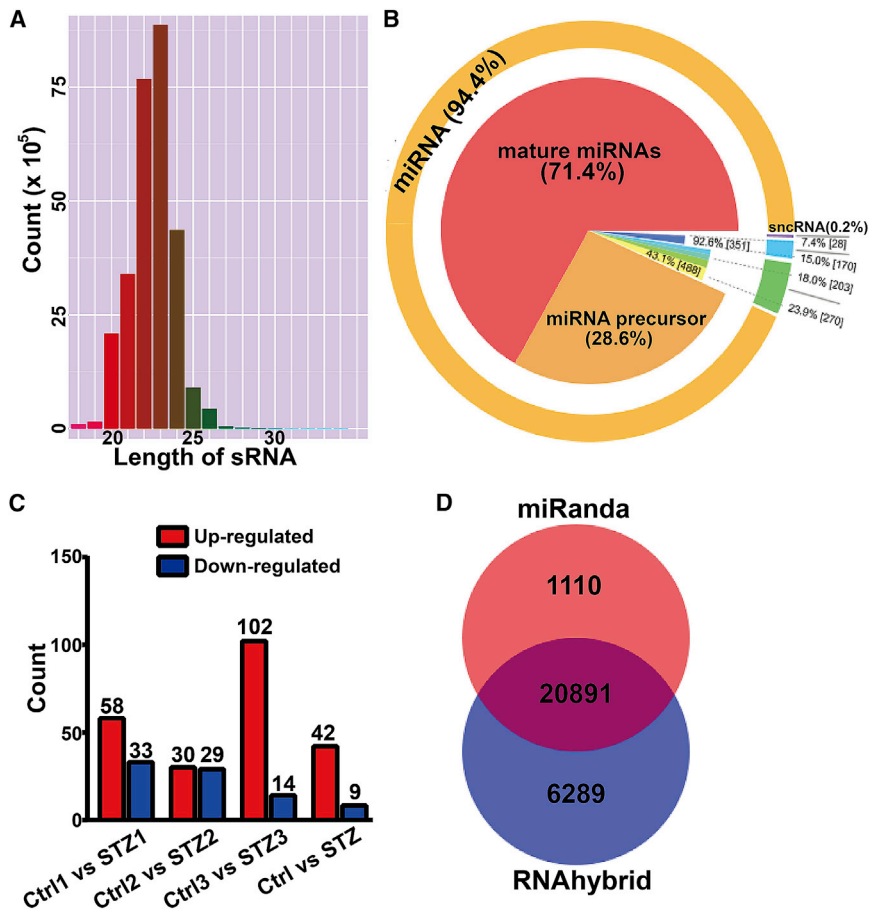 A
Count (x 10⁵)
75
50
25
0
20
25
30
Length of sRNA
B
miRNA (94.4%)
mature miRNAs
(71.4%)
miRNA precursor
(28.6%)
sncRNA(0.2%)
92.6% [351]
7.4% [28]
15.0% [170]
43.1% [488]
18.0% [203]
23.9% [270]
C
Up-regulated
Down-regulated
Count
150
100
50
0
58
33
30
29
102
14
42
9
Ctrl1 vs STZ1
Ctrl2 vs STZ2
Ctrl3 vs STZ3
Ctrl vs STZ
D
miRanda
1110
20891
6289
RNAhybrid